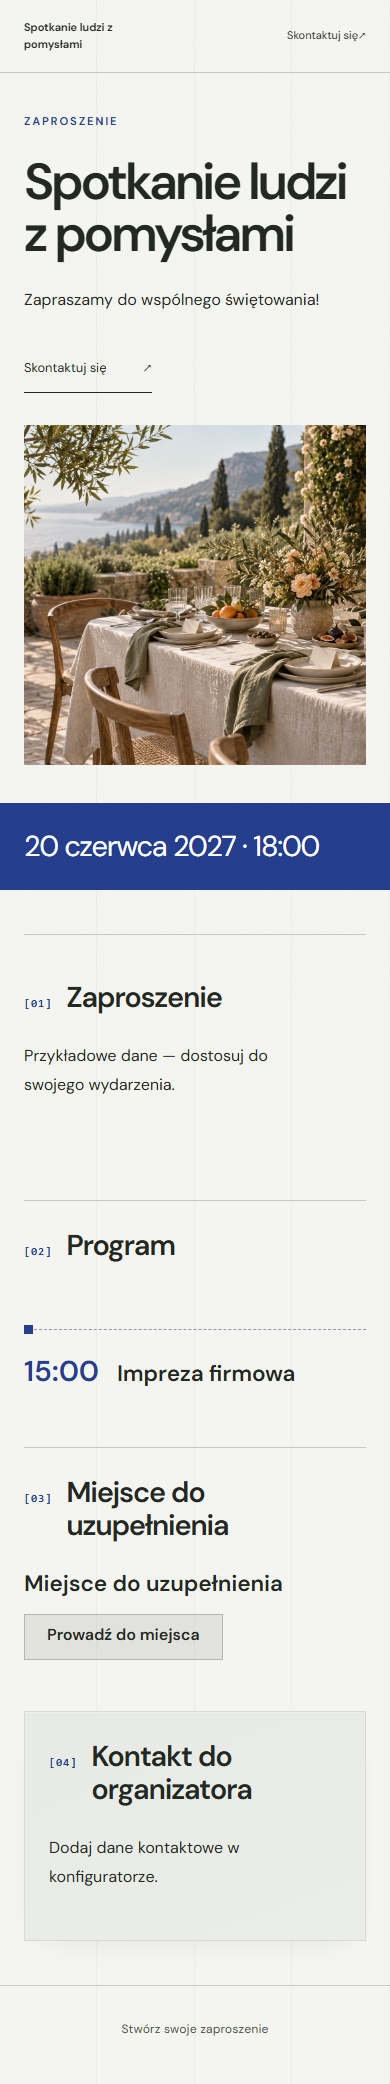 Spotkanie ludzi z
pomysłami
Skontaktuj się↗
ZAPROSZENIE
Spotkanie ludzi
z pomysłami
Zapraszamy do wspólnego świętowania!
Skontaktuj się ↗
20 czerwca 2027 · 18:00
[01] Zaproszenie
Przykładowe dane — dostosuj do
swojego wydarzenia.
[02] Program
15:00 Impreza firmowa
[03] Miejsce do
uzupełnienia
Miejsce do uzupełnienia
Prowadź do miejsca
[04] Kontakt do
organizatora
Dodaj dane kontaktowe w
konfiguratorze.
Stwórz swoje zaproszenie